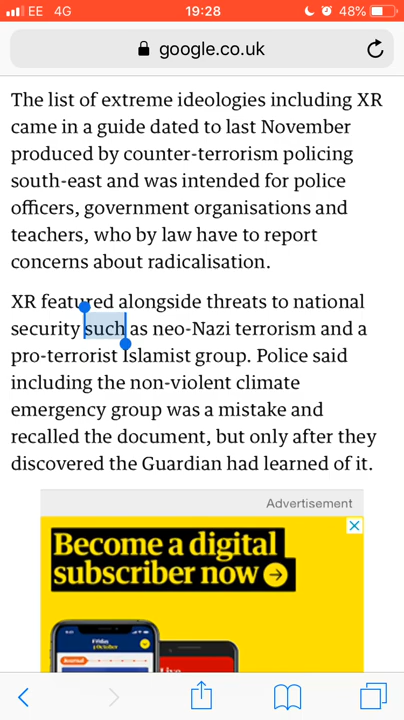 EE 4G 19:28 48%
google.co.uk
The list of extreme ideologies including XR
came in a guide dated to last November
produced by counter-terrorism policing
south-east and was intended for police
officers, government organisations and
teachers, who by law have to report
concerns about radicalisation.
XR featured alongside threats to national
security such as neo-Nazi terrorism and a
pro-terrorist Islamist group. Police said
including the non-violent climate
emergency group was a mistake and
recalled the document, but only after they
discovered the Guardian had learned of it.
Advertisement
Become a digital
subscriber now
Friday
Journal
Live